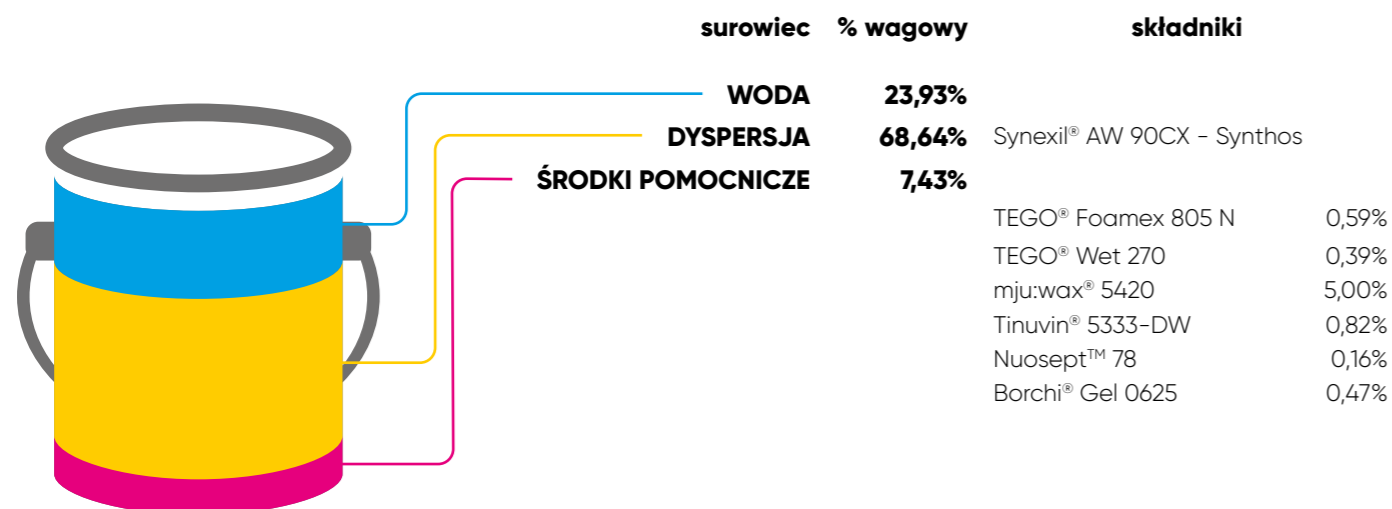 surowiec % wagowy składniki
WODA 23,93%
DYSPERSJA 68,64% Synexil® AW 90CX - Synthos
ŚRODKI POMOCNICZE 7,43%
TEGO® Foamex 805 N 0,59%
TEGO® Wet 270 0,39%
mju:wax® 5420 5,00%
Tinuvin® 5333-DW 0,82%
Nuosept™ 78 0,16%
Borchi® Gel 0625 0,47%